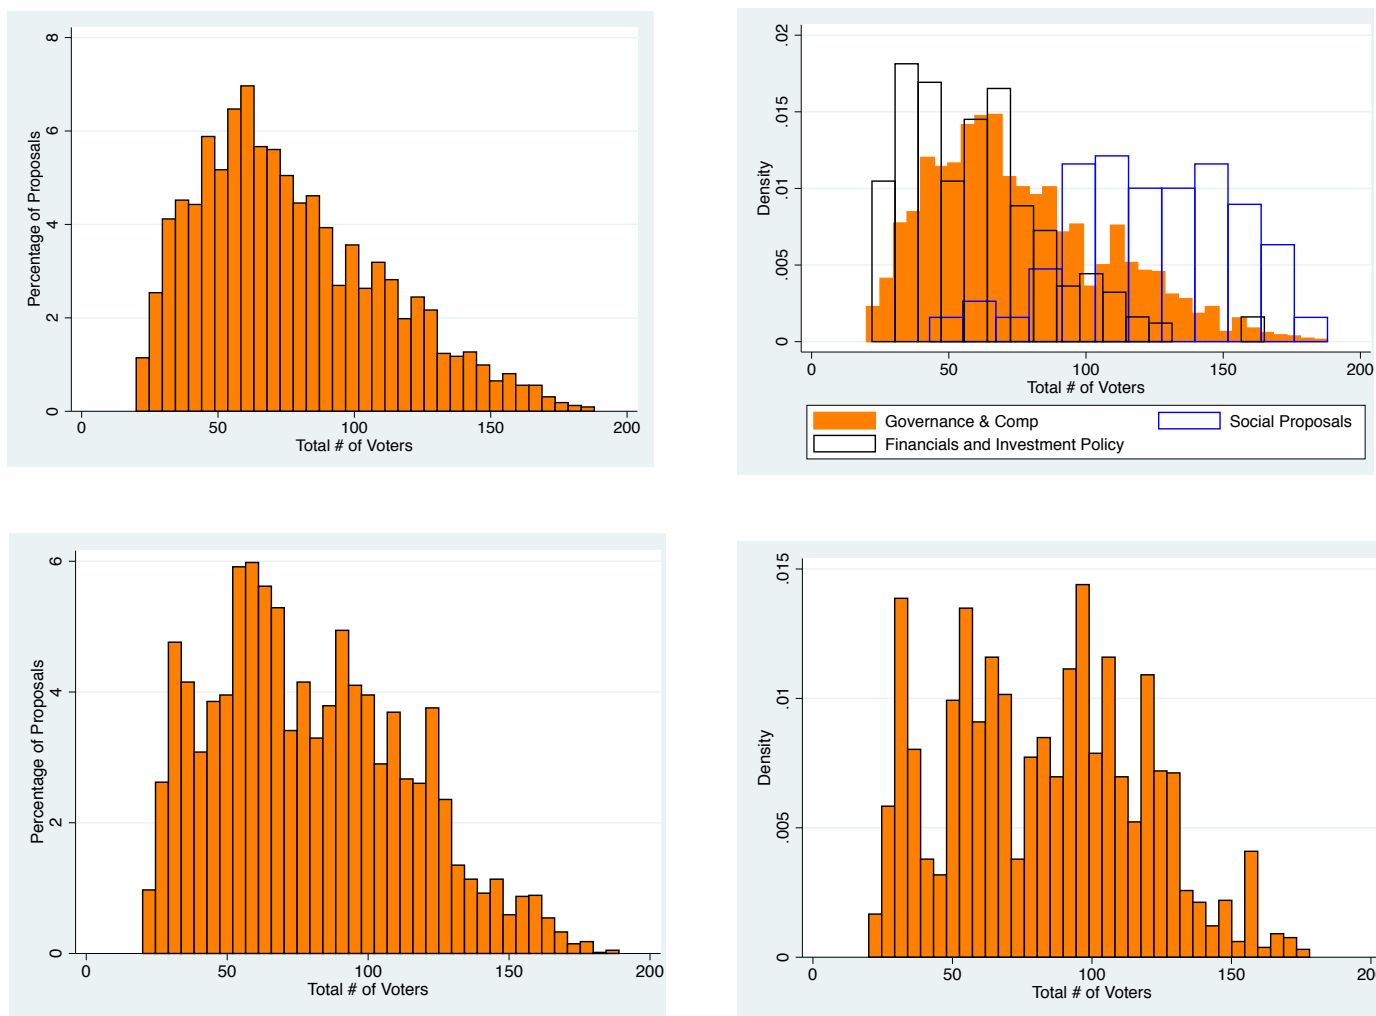 8
6
4
2
0
Percentage of Proposals
0 50 100 150 200
Total # of Voters
.02
.015
.01
.005
0
Density
0 50 100 150 200
Total # of Voters
Governance & Comp Social Proposals
Financials and Investment Policy
6
4
2
0
Percentage of Proposals
0 50 100 150 200
Total # of Voters
.015
.01
.005
0
Density
0 50 100 150 20
Total # of Voters